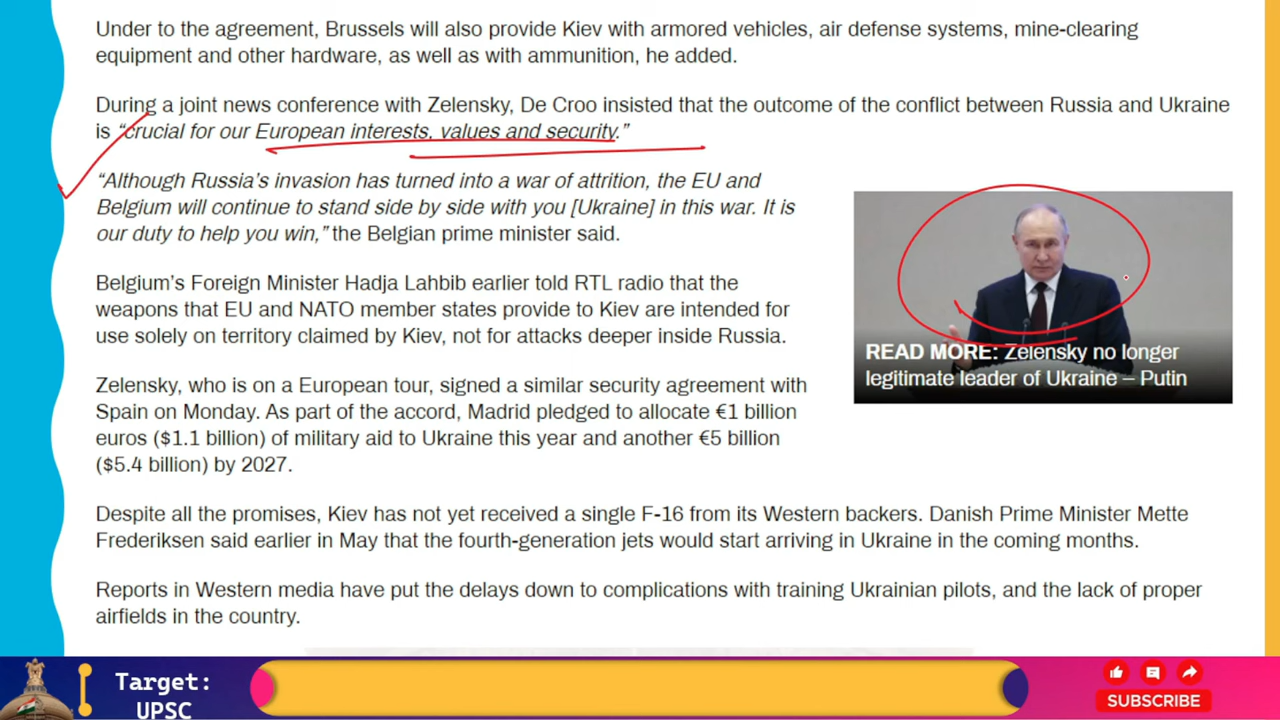 Under to the agreement, Brussels will also provide Kiev with armored vehicles, air defense systems, mine-clearing
equipment and other hardware, as well as with ammunition, he added.
During a joint news conference with Zelensky, De Croo insisted that the outcome of the conflict between Russia and Ukraine
is “crucial for our European interests, values and security.”
“Although Russia’s invasion has turned into a war of attrition, the EU and
Belgium will continue to stand side by side with you [Ukraine] in this war. It is
our duty to help you win,” the Belgian prime minister said.
Belgium’s Foreign Minister Hadja Lahbib earlier told RTL radio that the
weapons that EU and NATO member states provide to Kiev are intended for
use solely on territory claimed by Kiev, not for attacks deeper inside Russia.
READ MORE: Zelensky no longer
legitimate leader of Ukraine – Putin
Zelensky, who is on a European tour, signed a similar security agreement with
Spain on Monday. As part of the accord, Madrid pledged to allocate €1 billion
euros ($1.1 billion) of military aid to Ukraine this year and another €5 billion
($5.4 billion) by 2027.
Despite all the promises, Kiev has not yet received a single F-16 from its Western backers. Danish Prime Minister Mette
Frederiksen said earlier in May that the fourth-generation jets would start arriving in Ukraine in the coming months.
Reports in Western media have put the delays down to complications with training Ukrainian pilots, and the lack of proper
airfields in the country.
Target:
UPSC
SUBSCRIBE